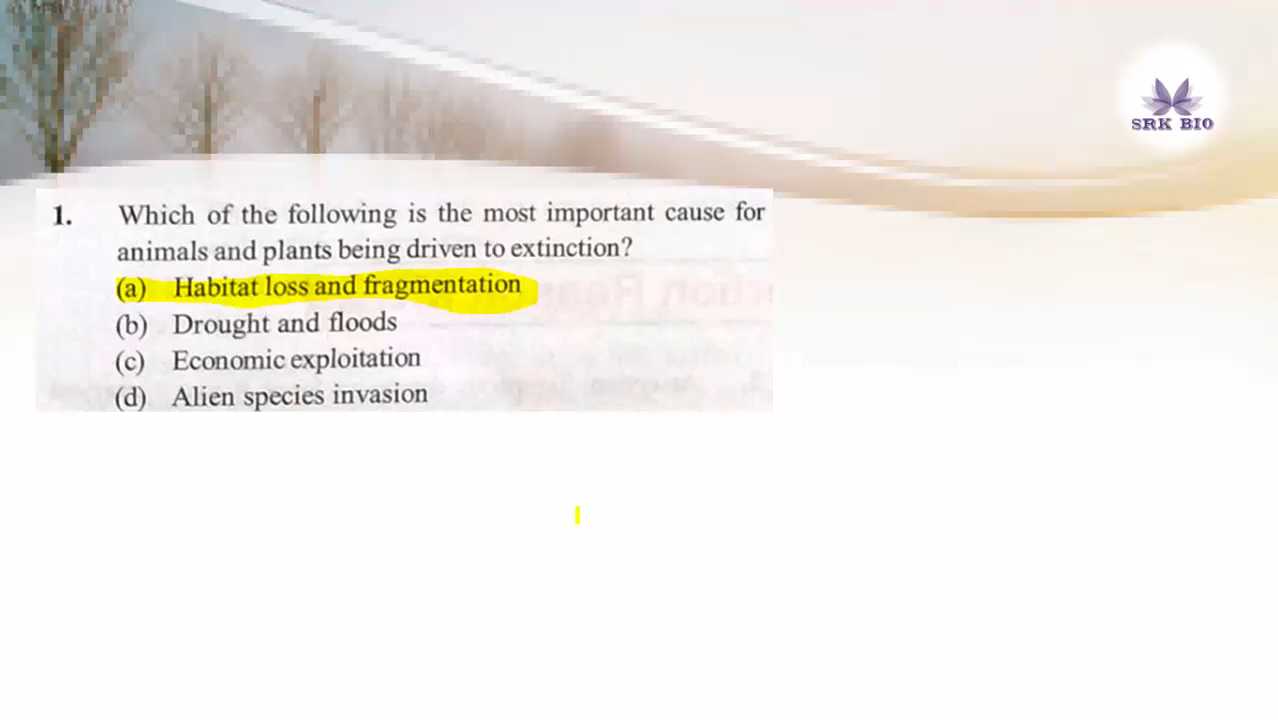 SRK BIO
1. Which of the following is the most important cause for
animals and plants being driven to extinction?
(a) Habitat loss and fragmentation
(b) Drought and floods
(c) Economic exploitation
(d) Alien species invasion